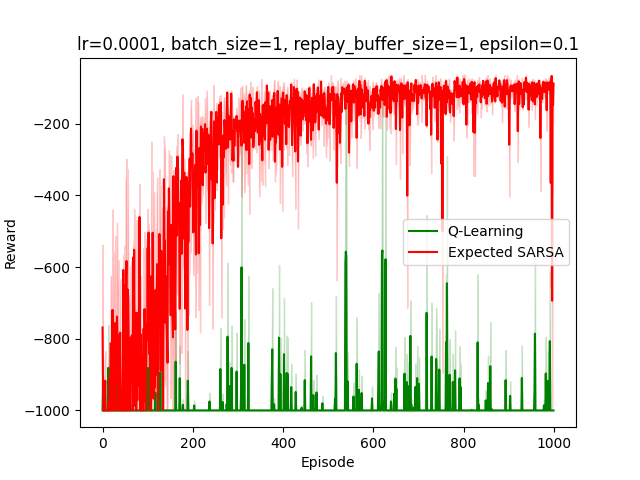 lr=0.0001, batch_size=1, replay_buffer_size=1, epsilon=0.1
Reward
−200
−400
−600
−800
−1000
Q-Learning
Expected SARSA
0
200
400
600
800
1000
Episode